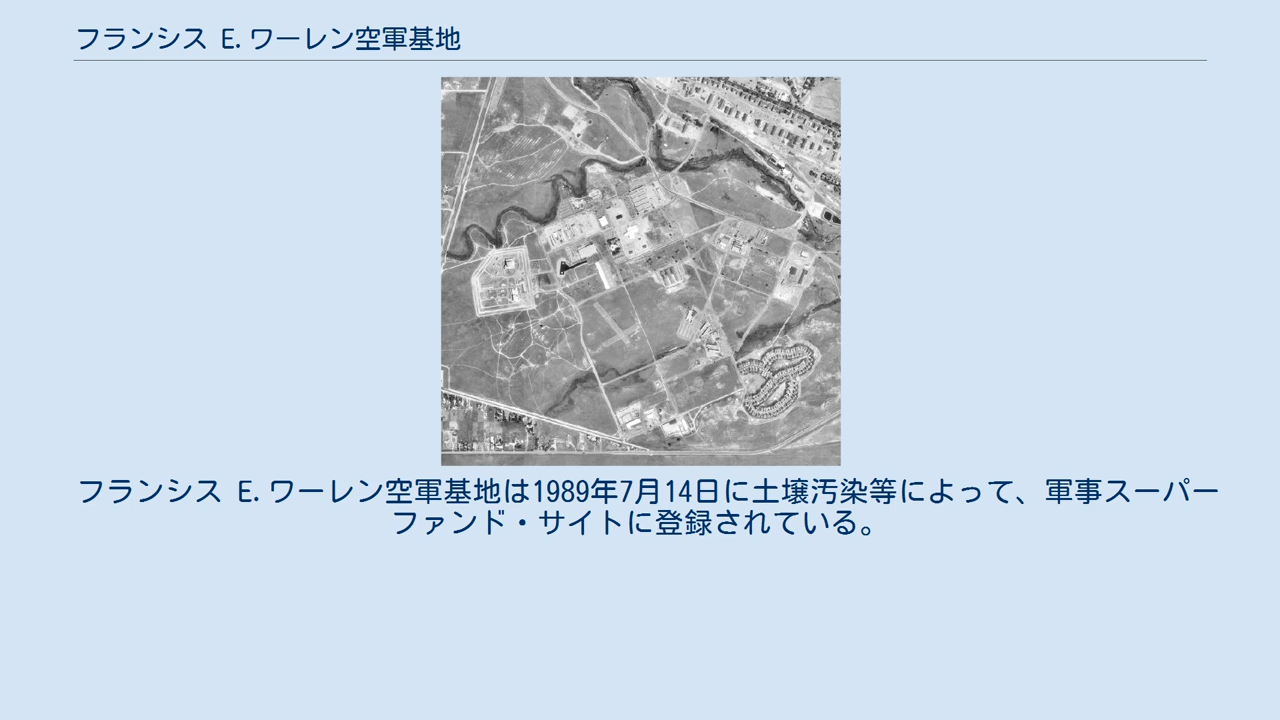 フランシス E.ワーレン空軍基地
フランシス E.ワーレン空軍基地は1989年7月14日に土壌汚染等によって、軍事スーパー
ファンド・サイトに登録されている。